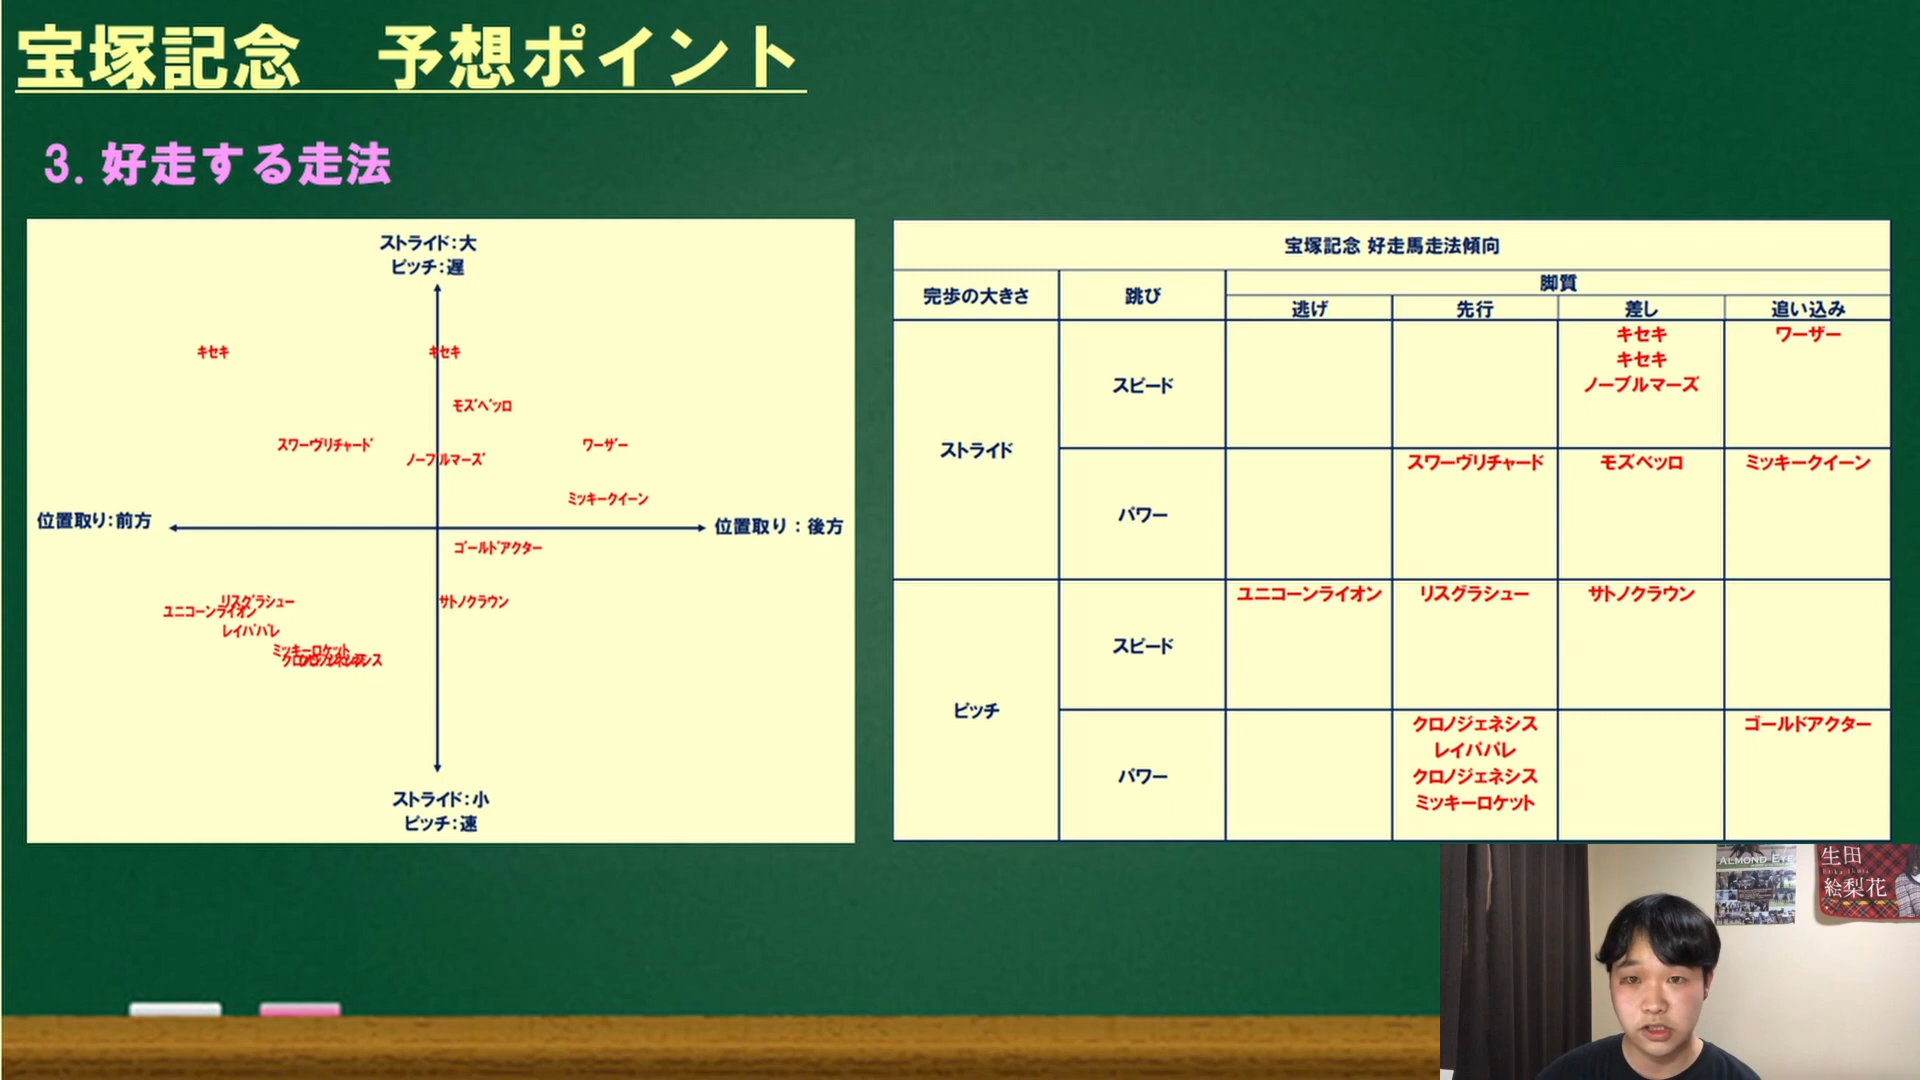 宝塚記念　予想ポイント
3. 好走する走法
ストライド:大
ピッチ:遅
キセキ
キセキ
モズベッロ
スワーヴリチャード
ワーザー
ノーブルマーズ
ミッキークイーン
位置取り:前方
位置取り：後方
ゴールドアクター
リスグラシュー
サトノクラウン
ユニコーンライオン
レイパパレ
ミッキーロケット
ストライド:小
ピッチ:速
宝塚記念 好走馬走法傾向
完歩の大きさ
跳び
脚質
逃げ
先行
差し
追い込み
ストライド
スピード
キセキ
キセキ
ノーブルマーズ
ワーザー
パワー
スワーヴリチャード
モズベッロ
ミッキークイーン
ピッチ
スピード
ユニコーンライオン
リスグラシュー
サトノクラウン
パワー
クロノジェネシス
レイパパレ
クロノジェネシス
ミッキーロケット
ゴールドアクター
ALMOND EYE
生田
絵梨花